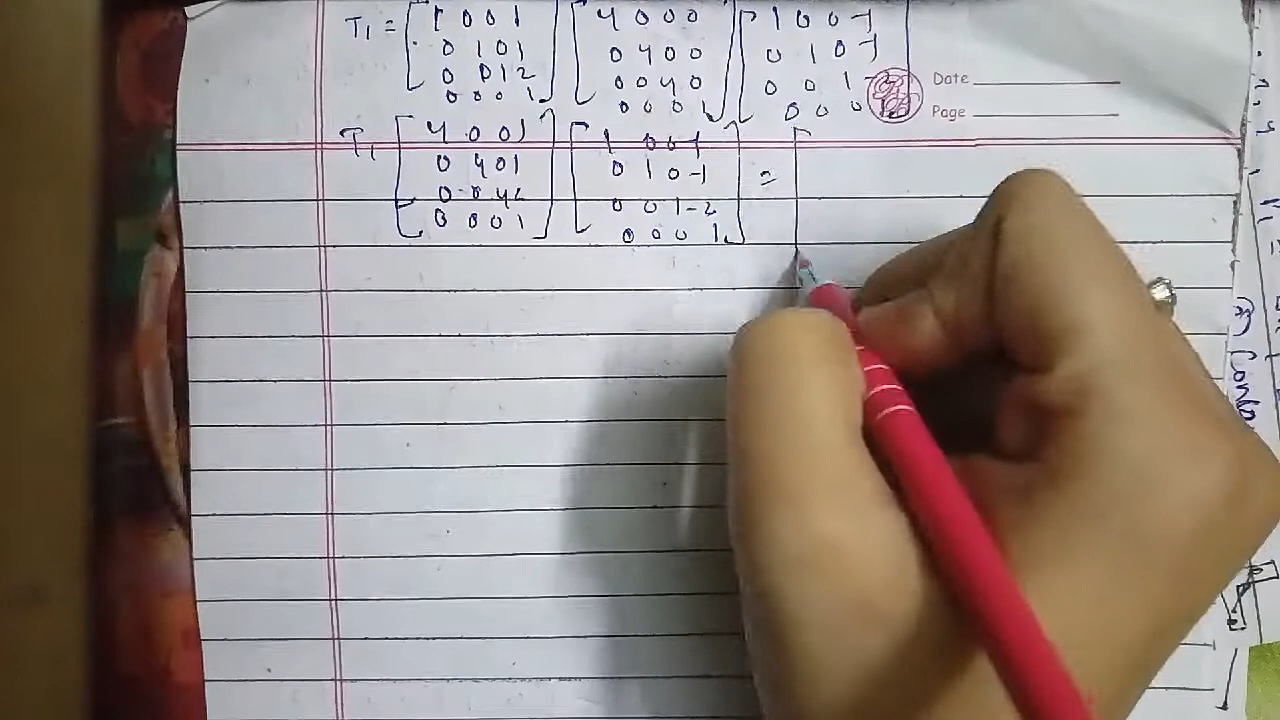 T₁ = [ 1 0 0 1 ] [ 4 0 0 0 ] [ 1 0 0 -1 ]
0 1 0 1 0 4 0 0 0 1 0 -1
0 0 1 2 0 0 4 0 0 0 1 -2
0 0 0 1 0 0 0 1 0 0 0 1
Date
Page
T₁ [ 4 0 0 1 ] [ 1 0 0 -1 ] = [
0 4 0 1 0 1 0 -1
0 0 4 2 0 0 1 -2
0 0 0 1 0 0 0 1